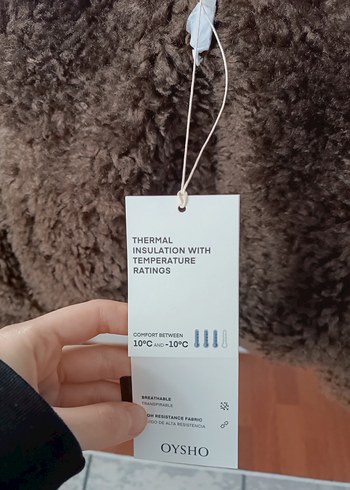 THERMAL
INSULATION WITH
TEMPERATURE
RATINGS
COMFORT BETWEEN
10ºC AND -10ºC
BREATHABLE
TRANSPIRABLE
RESISTANCE FABRIC
DE ALTA RESISTENCIA
OYSHO